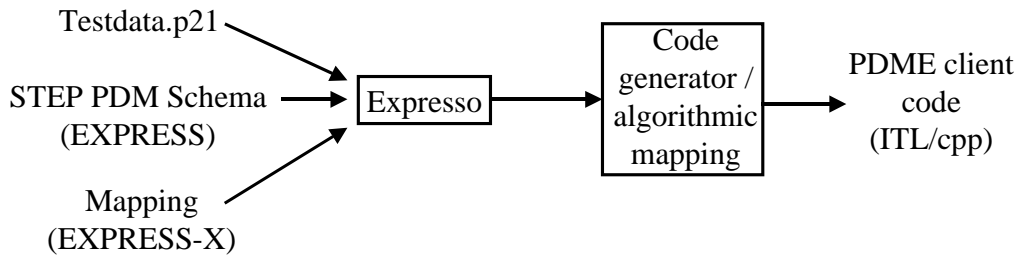 Testdata.p21
STEP PDM Schema
(EXPRESS)
Mapping
(EXPRESS-X)
Expresso
Code
generator /
algorithmic
mapping
PDME client
code
(ITL/cpp)